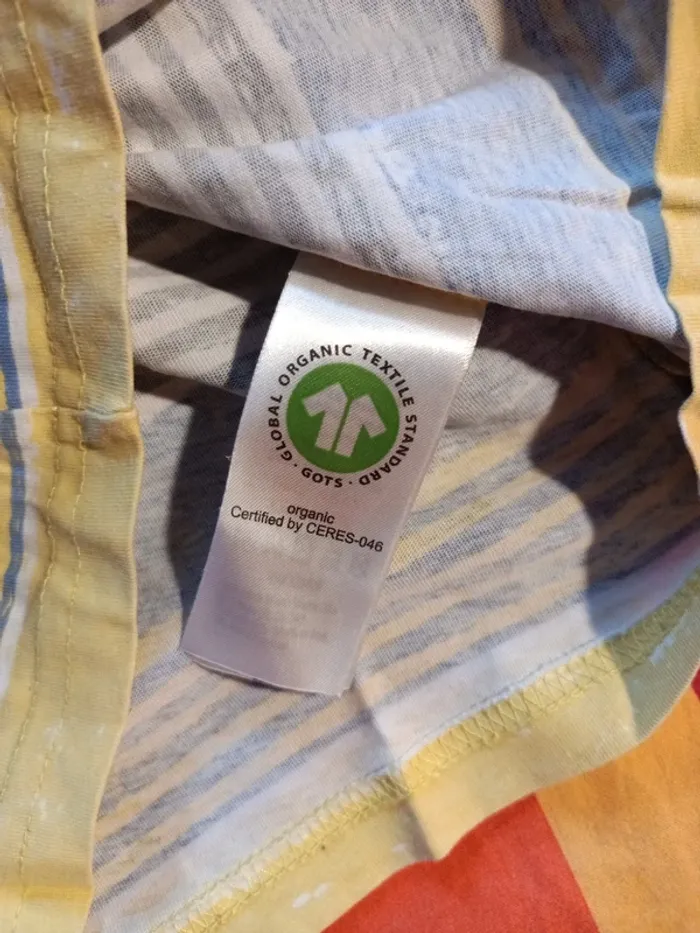 GLOBAL ORGANIC TEXTILE STANDARD · GOTS ·
organic
Certified by CERES-046